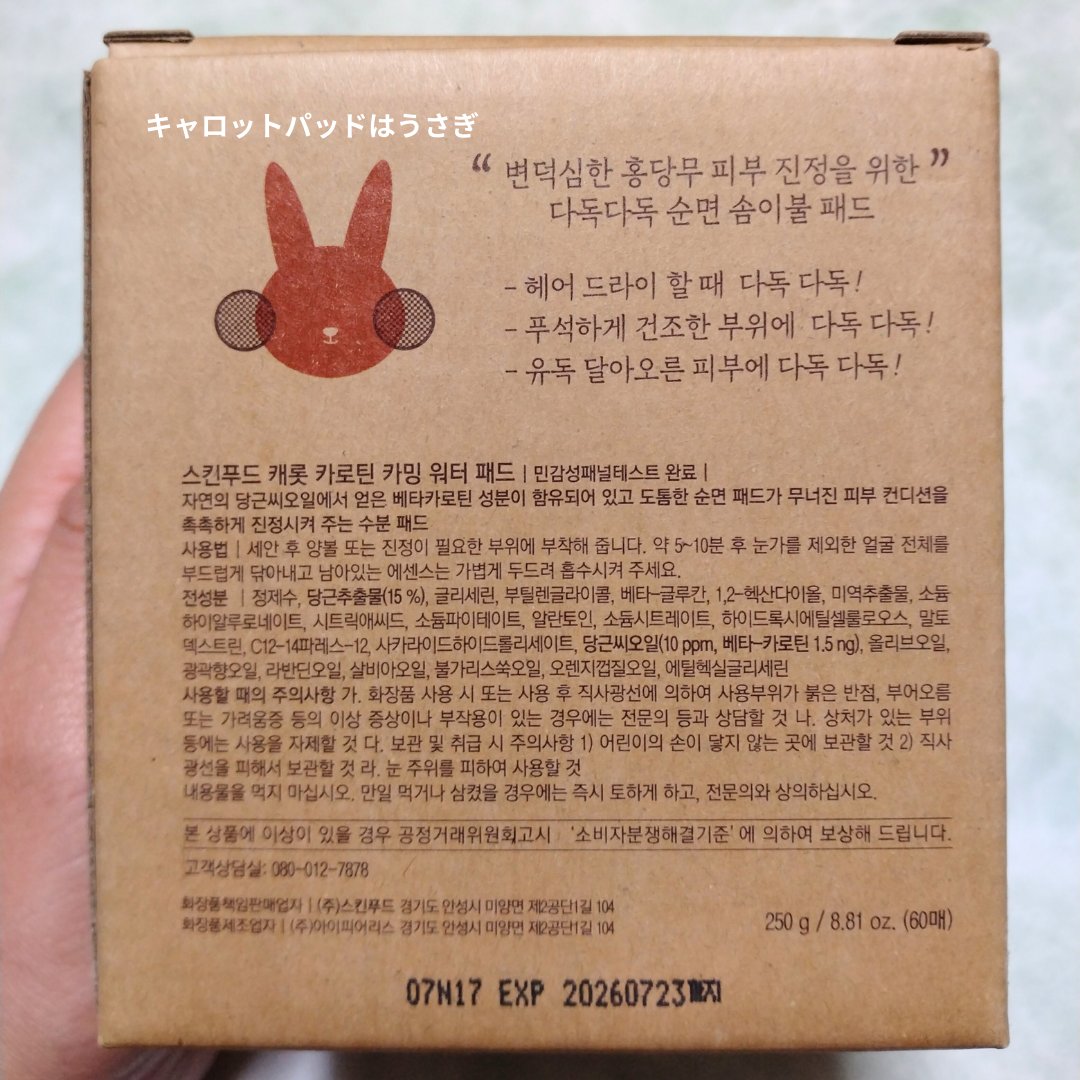 キャロットパッドはうさぎ
“ 변덕심한 홍당무 피부 진정을 위한 ”
다독다독 순면 솜이불 패드
- 헤어 드라이 할 때 다독 다독!
- 푸석하게 건조한 부위에 다독 다독!
- 유독 달아오른 피부에 다독 다독!
스킨푸드 캐롯 카로틴 카밍 워터 패드 | 민감성패널테스트 완료 |
자연의 당근씨오일에서 얻은 베타카로틴 성분이 함유되어 있고 도톰한 순면 패드가 무너진 피부 컨디션을
촉촉하게 진정시켜 주는 수분 패드
사용법 | 세안 후 양볼 또는 진정이 필요한 부위에 부착해 줍니다. 약 5~10분 후 눈가를 제외한 얼굴 전체를
부드럽게 닦아내고 남아있는 에센스는 가볍게 두드려 흡수시켜 주세요.
전성분 | 정제수, 당근추출물(15 %), 글리세린, 부틸렌글라이콜, 베타-글루칸, 1,2-헥산다이올, 미역추출물, 소듐
하이알루로네이트, 시트릭애씨드, 소듐파이테이트, 알란토인, 소듐시트레이트, 하이드록시에틸셀룰로오스, 말토
덱스트린, C12-14파레스-12, 사카라이드하이드롤리세이트, 당근씨오일(10 ppm, 베타-카로틴 1.5 ng), 올리브오일,
광곽향오일, 라반딘오일, 살비아오일, 불가리스쑥오일, 오렌지껍질오일, 에틸헥실글리세린
사용할 때의 주의사항 가. 화장품 사용 시 또는 사용 후 직사광선에 의하여 사용부위가 붉은 반점, 부어오름
또는 가려움증 등의 이상 증상이나 부작용이 있는 경우에는 전문의 등과 상담할 것 나. 상처가 있는 부위
등에는 사용을 자제할 것 다. 보관 및 취급 시 주의사항 1) 어린이의 손이 닿지 않는 곳에 보관할 것 2) 직사
광선을 피해서 보관할 것 라. 눈 주위를 피하여 사용할 것
내용물을 먹지 마십시오. 만일 먹거나 삼켰을 경우에는 즉시 토하게 하고, 전문의와 상의하십시오.
본 상품에 이상이 있을 경우 공정거래위원회고시 '소비자분쟁해결기준'에 의하여 보상해 드립니다.
고객상담실: 080-012-7878
화장품책임판매업자 | (주)스킨푸드 경기도 안성시 미양면 제2공단1길 104
화장품제조업자 | (주)아이피어리스 경기도 안성시 미양면 제2공단1길 104
250 g / 8.81 oz. (60매)
07N17 EXP 20260723까지